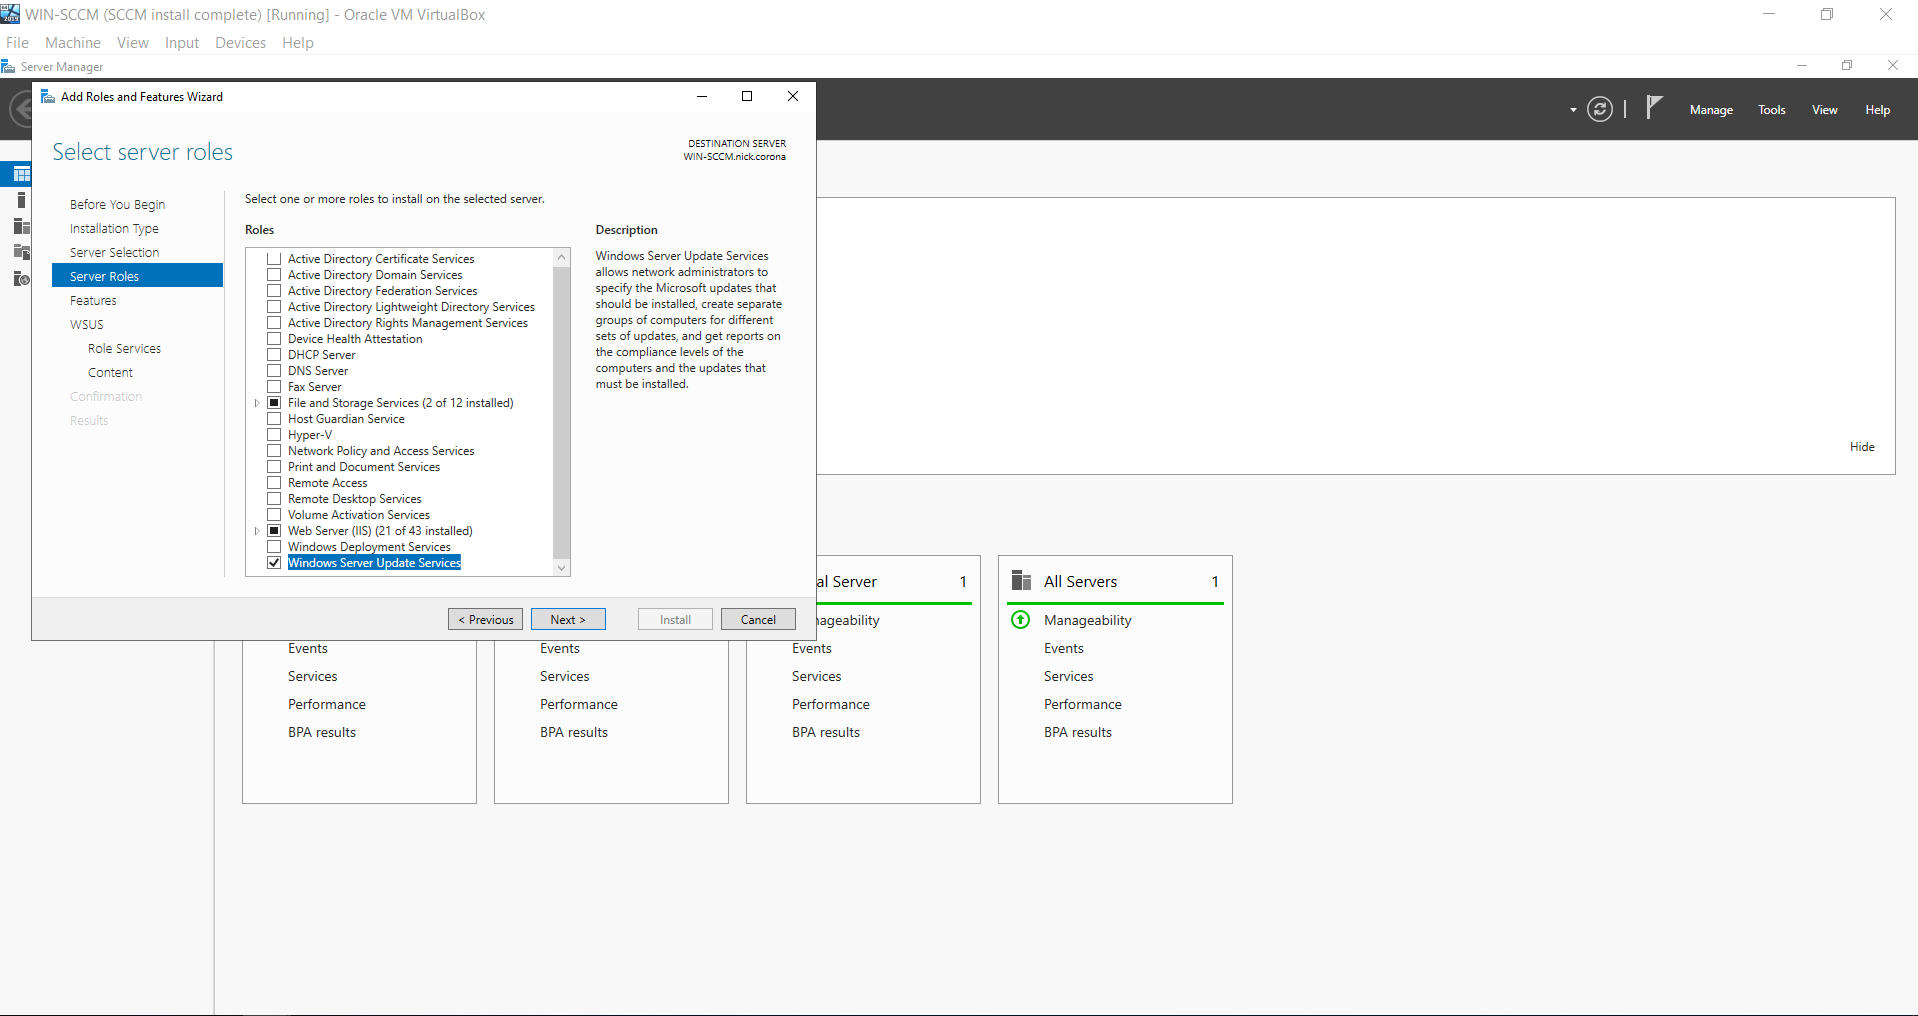 WIN-SCCM (SCCM install complete) [Running] - Oracle VM VirtualBox
File Machine View Input Devices Help
Server Manager
Add Roles and Features Wizard
Manage Tools View Help
Select server roles
DESTINATION SERVER
WIN-SCCM.nick.corona
Before You Begin
Installation Type
Server Selection
Server Roles
Features
WSUS
Role Services
Content
Confirmation
Results
Select one or more roles to install on the selected server.
Roles
Active Directory Certificate Services
Active Directory Domain Services
Active Directory Federation Services
Active Directory Lightweight Directory Services
Active Directory Rights Management Services
Device Health Attestation
DHCP Server
DNS Server
Fax Server
File and Storage Services (2 of 12 installed)
Host Guardian Service
Hyper-V
Network Policy and Access Services
Print and Document Services
Remote Access
Remote Desktop Services
Volume Activation Services
Web Server (IIS) (21 of 43 installed)
Windows Deployment Services
Windows Server Update Services
Description
Windows Server Update Services
allows network administrators to
specify the Microsoft updates that
should be installed, create separate
groups of computers for different
sets of updates, and get reports on
the compliance levels of the
computers and the updates that
must be installed.
< Previous Next > Install Cancel
Hide
al Server 1
nageability
All Servers 1
Manageability
Events
Services
Performance
BPA results
Events
Services
Performance
BPA results
Events
Services
Performance
BPA results
Events
Services
Performance
BPA results